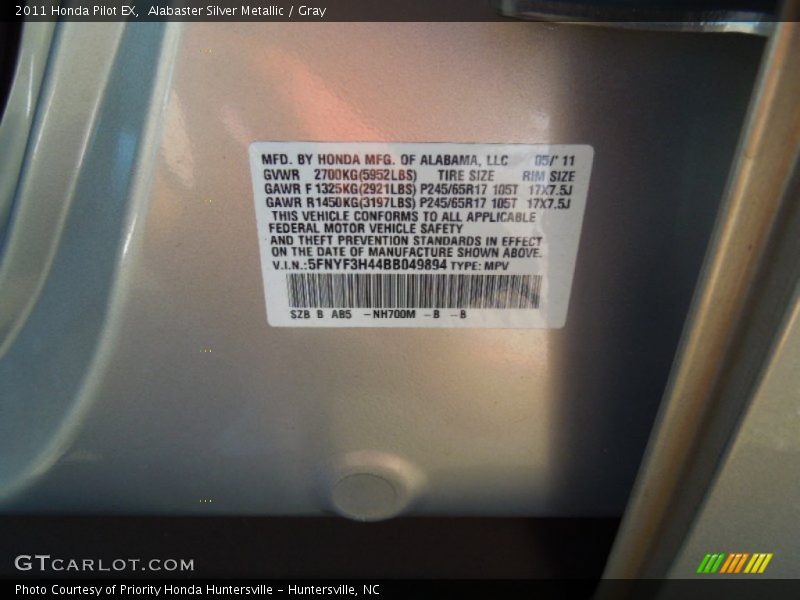 2011 Honda Pilot EX, Alabaster Silver Metallic / Gray
MFD. BY HONDA MFG. OF ALABAMA, LLC 05/' 11
GVWR 2700KG(5952LBS) TIRE SIZE RIM SIZE
GAWR F 1325KG(2921LBS) P245/65R17 105T 17X7.5J
GAWR R1450KG(3197LBS) P245/65R17 105T 17X7.5J
THIS VEHICLE CONFORMS TO ALL APPLICABLE
FEDERAL MOTOR VEHICLE SAFETY
AND THEFT PREVENTION STANDARDS IN EFFECT
ON THE DATE OF MANUFACTURE SHOWN ABOVE.
V.I.N.:5FNYF3H44BB049894 TYPE: MPV
SZB B AB5 -NH700M -B -B
GTCARLOT.COM
Photo Courtesy of Priority Honda Huntersville - Huntersville, NC